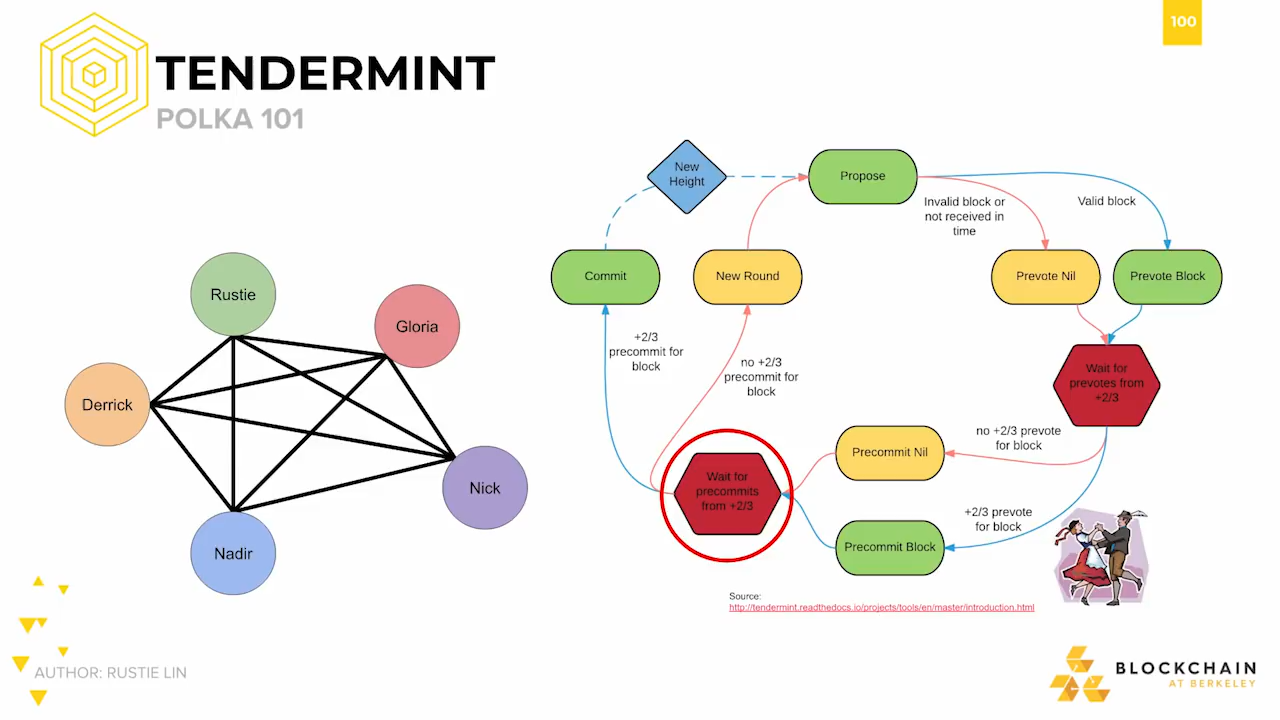 100
TENDERMINT
POLKA 101
New
Height
Propose
Invalid block or
not received in
time
Valid block
Commit
New Round
Prevote Nil
Prevote Block
+2/3
precommit for
block
no +2/3
precommit for
block
Wait for
prevotes from
+2/3
no +2/3 prevote
for block
Precommit Nil
Wait for
precommits
from +2/3
+2/3 prevote
for block
Precommit Block
Rustie
Gloria
Derrick
Nick
Nadir
Source:
http://tendermint.readthedocs.io/projects/tools/en/master/introduction.html
AUTHOR: RUSTIE LIN
BLOCKCHAIN
AT BERKELEY